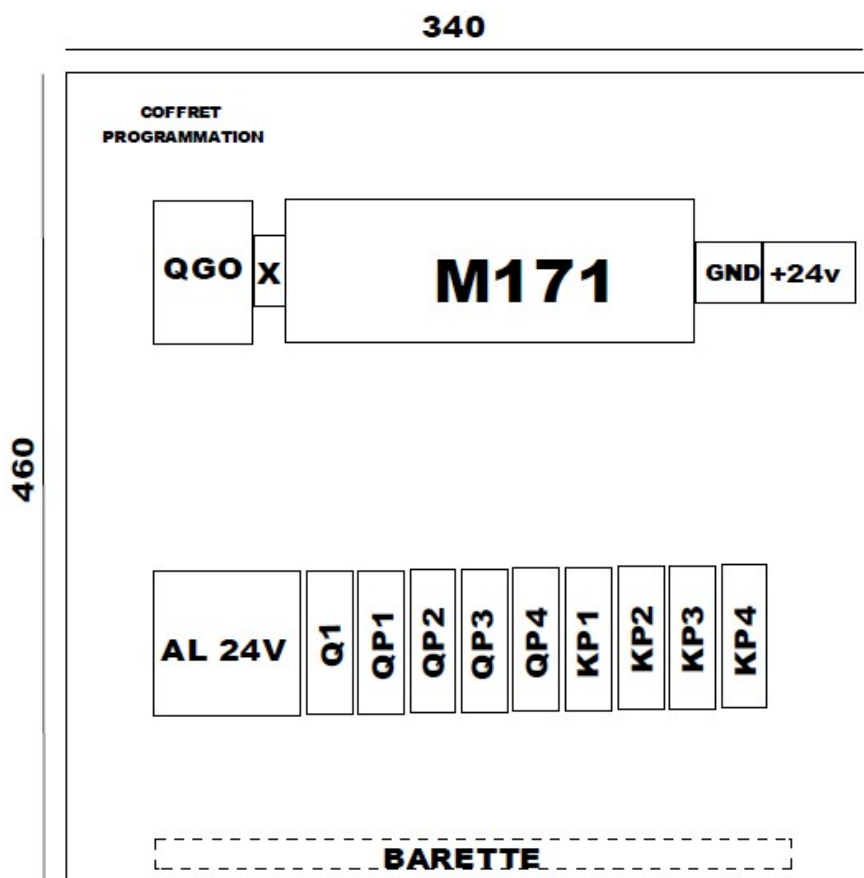 340
COFFRET
PROGRAMMATION
QGO
X
M171
GND
+24v
460
AL 24V
Q1
QP1
QP2
QP3
QP4
KP1
KP2
KP3
KP4
BARETTE